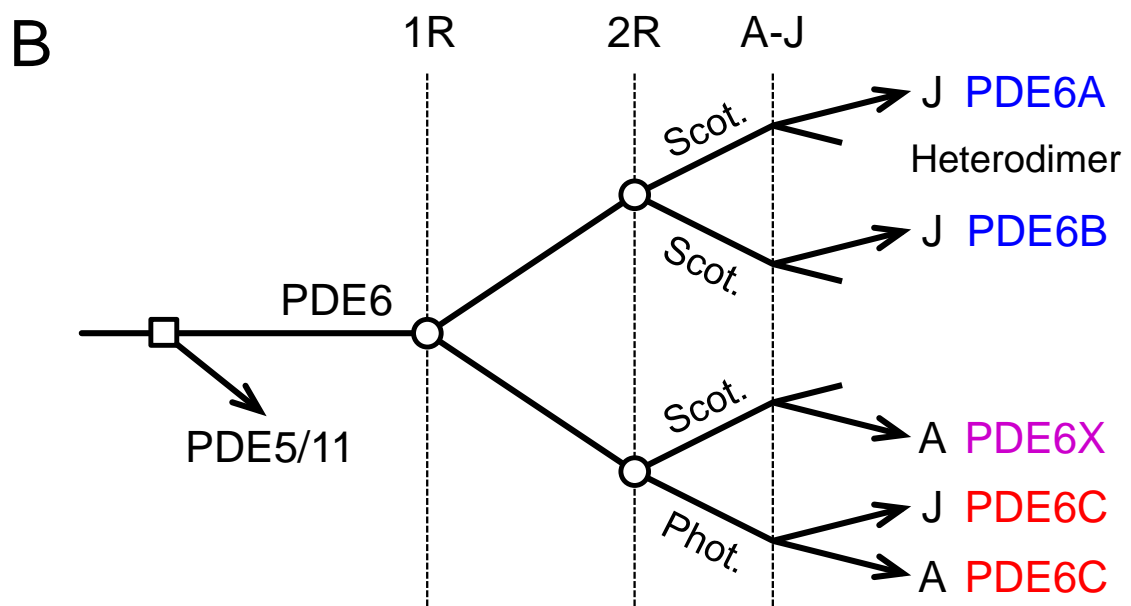 B
1R 2R A-J
Scot.
J PDE6A
Heterodimer
Scot.
J PDE6B
PDE6
PDE5/11
Scot.
A PDE6X
Phot.
J PDE6C
A PDE6C